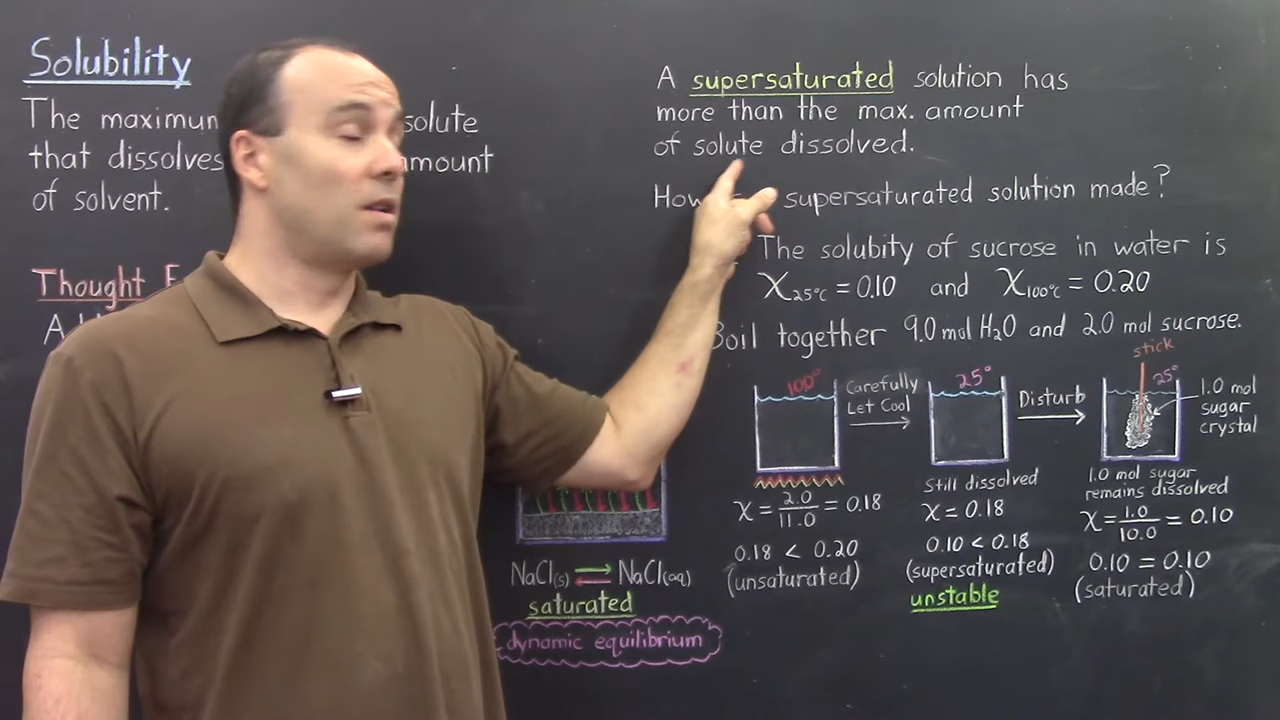 Solubility
The maximum solute
that dissolves amount
of solvent.
Thought
A supersaturated solution has
more than the max. amount
of solute dissolved.
How supersaturated solution made?
The solubity of sucrose in water is
χ25°C = 0.10 and χ100°C = 0.20
Boil together 9.0 mol H2O and 2.0 mol sucrose.
100°
Carefully
Let Cool
25°
Disturb
stick
25°
1.0 mol
sugar
crystal
χ = 2.0/11.0 = 0.18
0.18 < 0.20
(unsaturated)
Still dissolved
χ = 0.18
0.10 < 0.18
(supersaturated)
unstable
1.0 mol sugar
remains dissolved
χ = 1.0/10.0 = 0.10
0.10 = 0.10
(saturated)
NaCl(s) ⇌ NaCl(aq)
saturated
dynamic equilibrium